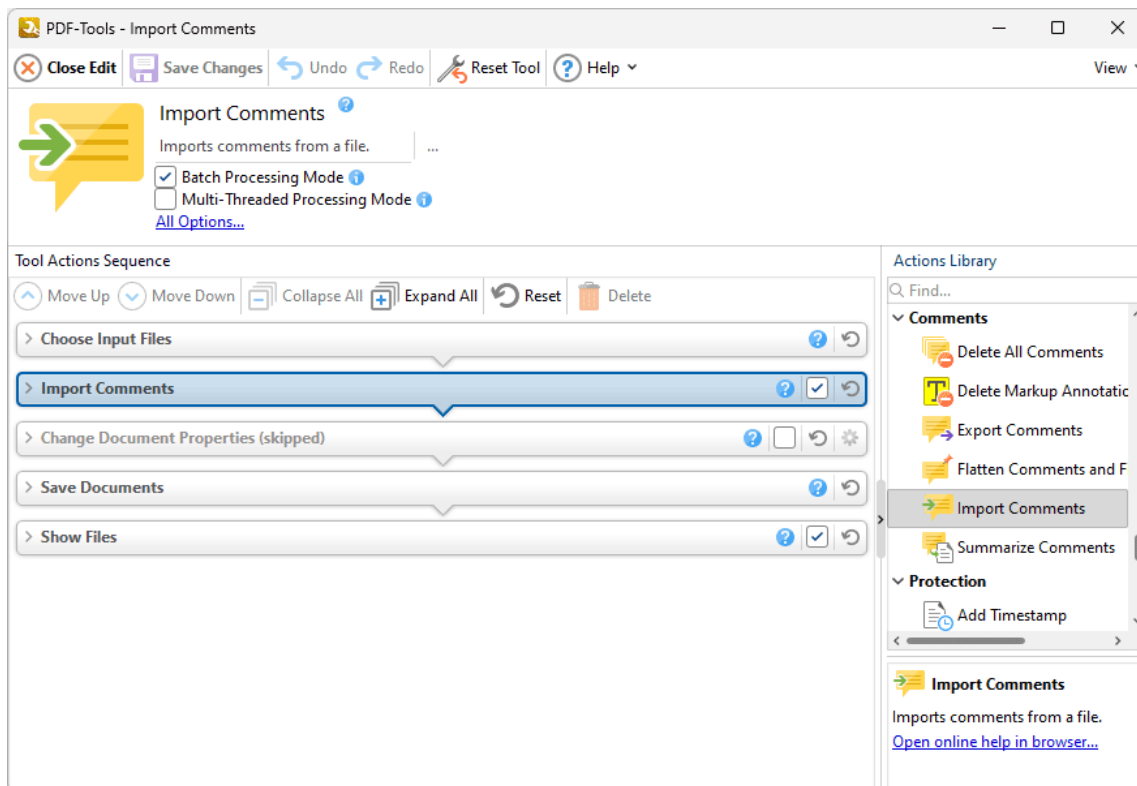 PDF-Tools - Import Comments
Close Edit Save Changes Undo Redo Reset Tool Help View
Import Comments
Imports comments from a file. ...
Batch Processing Mode
Multi-Threaded Processing Mode
All Options...
Tool Actions Sequence
Move Up Move Down Collapse All Expand All Reset Delete
Choose Input Files
Import Comments
Change Document Properties (skipped)
Save Documents
Show Files
Actions Library
Find...
Comments
Delete All Comments
Delete Markup Annotatic
Export Comments
Flatten Comments and F
Import Comments
Summarize Comments
Protection
Add Timestamp
Import Comments
Imports comments from a file.
Open online help in browser...